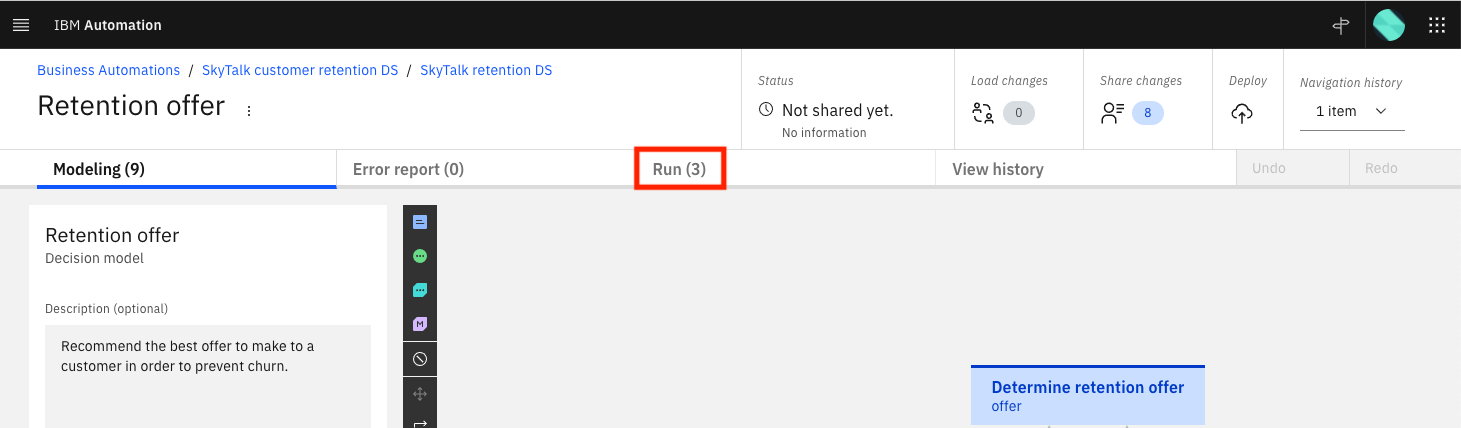 IBM Automation
Business Automations / SkyTalk customer retention DS / SkyTalk retention DS
Retention offer
Status
Not shared yet.
No information
Load changes
0
Share changes
8
Deploy
Navigation history
1 item
Modeling (9)
Error report (0)
Run (3)
View history
Undo
Redo
Retention offer
Decision model
Description (optional)
Recommend the best offer to make to a
customer in order to prevent churn.
M
Determine retention offer
offer